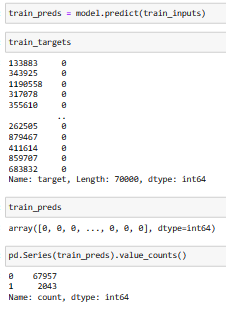 train_preds = model.predict(train_inputs)
train_targets
133883 0
343925 0
1190558 0
317078 0
355610 0
..
262505 0
879467 0
411614 0
859707 0
683832 0
Name: target, Length: 70000, dtype: int64
train_preds
array([0, 0, 0, ..., 0, 0, 0], dtype=int64)
pd.Series(train_preds).value_counts()
0 67957
1 2043
Name: count, dtype: int64